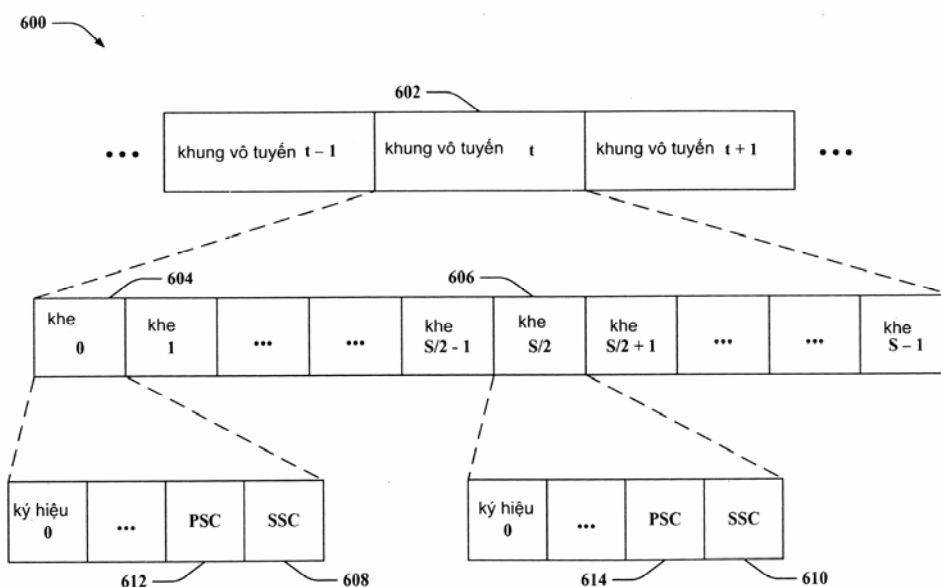 600
602
••• khung vô tuyến t – 1 khung vô tuyến t khung vô tuyến t + 1 •••
604 606
khe 0 khe 1 ••• ••• khe S/2 - 1 khe S/2 khe S/2 + 1 ••• ••• khe S – 1
ký hiệu 0 ••• PSC SSC ký hiệu 0 ••• PSC SSC
612 608 614 610